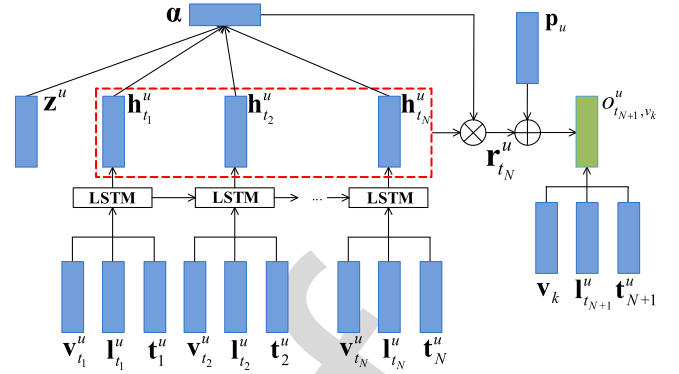 α
p_u
z^u h^u_{t_1} h^u_{t_2} h^u_{t_N} o^u_{t_{N+1}, v_k}
r^u_{t_N}
LSTM LSTM ... LSTM
v^u_{t_1} l^u_{t_1} t^u_1 v^u_{t_2} l^u_{t_2} t^u_2 v^u_{t_N} l^u_{t_N} t^u_N
v_k l^u_{t_{N+1}} t^u_{N+1}